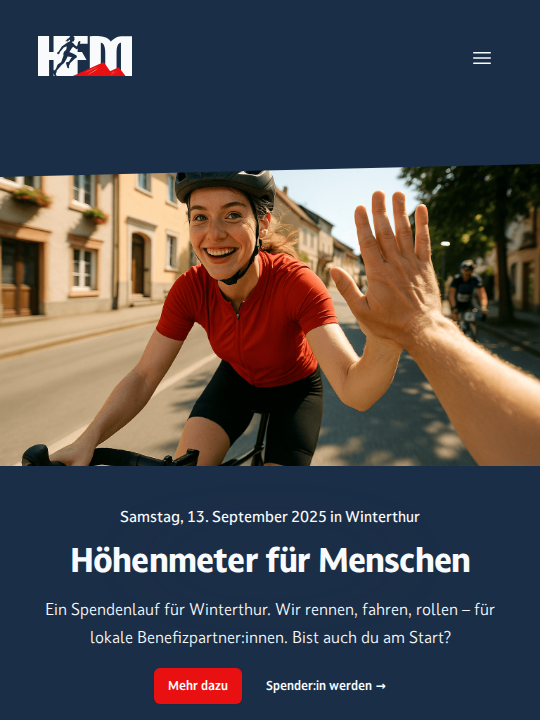 HFM
Samstag, 13. September 2025 in Winterthur
Höhenmeter für Menschen
Ein Spendenlauf für Winterthur. Wir rennen, fahren, rollen – für
lokale Benefizpartner:innen. Bist auch du am Start?
Mehr dazu
Spender:in werden →